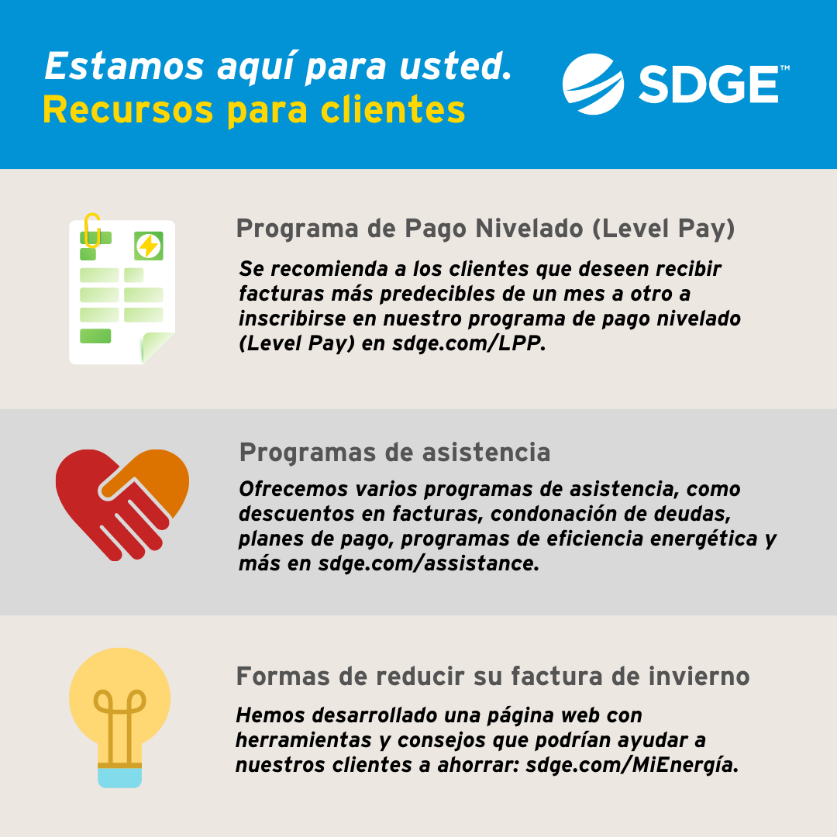 Estamos aquí para usted.
Recursos para clientes
SDGE™
Programa de Pago Nivelado (Level Pay)
Se recomienda a los clientes que deseen recibir
facturas más predecibles de un mes a otro a
inscribirse en nuestro programa de pago nivelado
(Level Pay) en sdge.com/LPP.
Programas de asistencia
Ofrecemos varios programas de asistencia, como
descuentos en facturas, condonación de deudas,
planes de pago, programas de eficiencia energética y
más en sdge.com/assistance.
Formas de reducir su factura de invierno
Hemos desarrollado una página web con
herramientas y consejos que podrían ayudar a
nuestros clientes a ahorrar: sdge.com/MiEnergía.